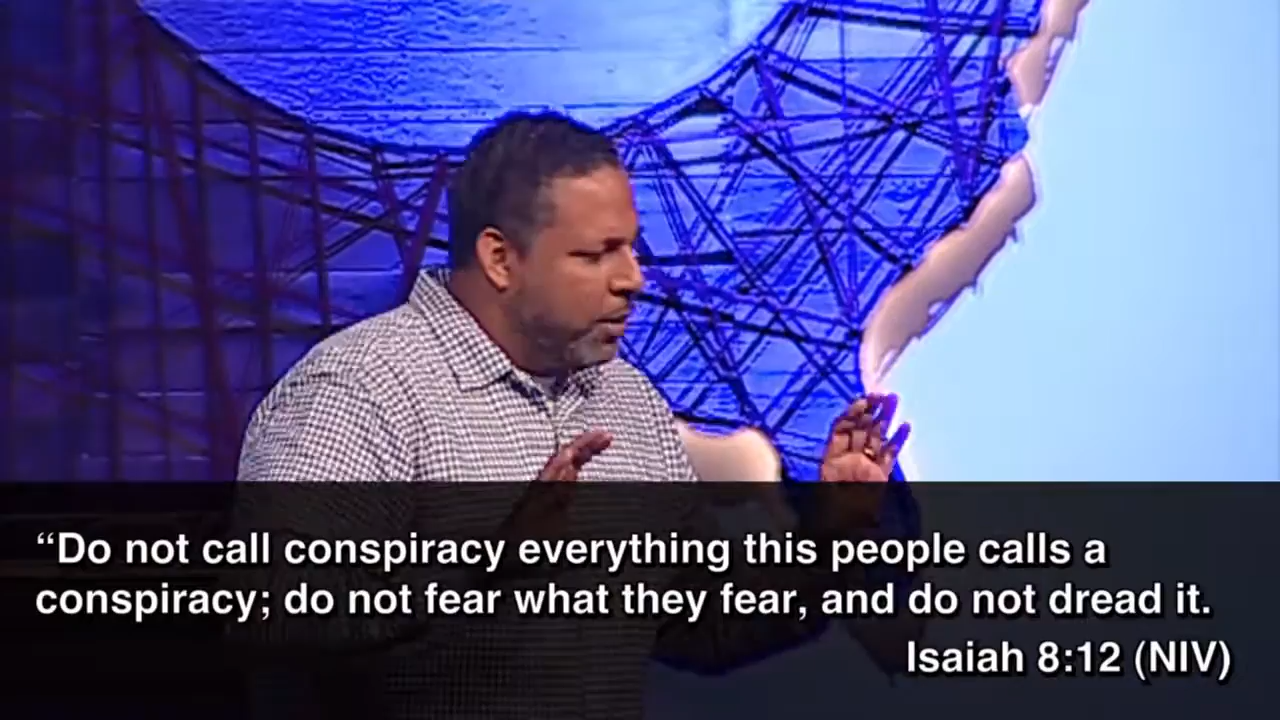 “Do not call conspiracy everything this people calls a
conspiracy; do not fear what they fear, and do not dread it.
Isaiah 8:12 (NIV)